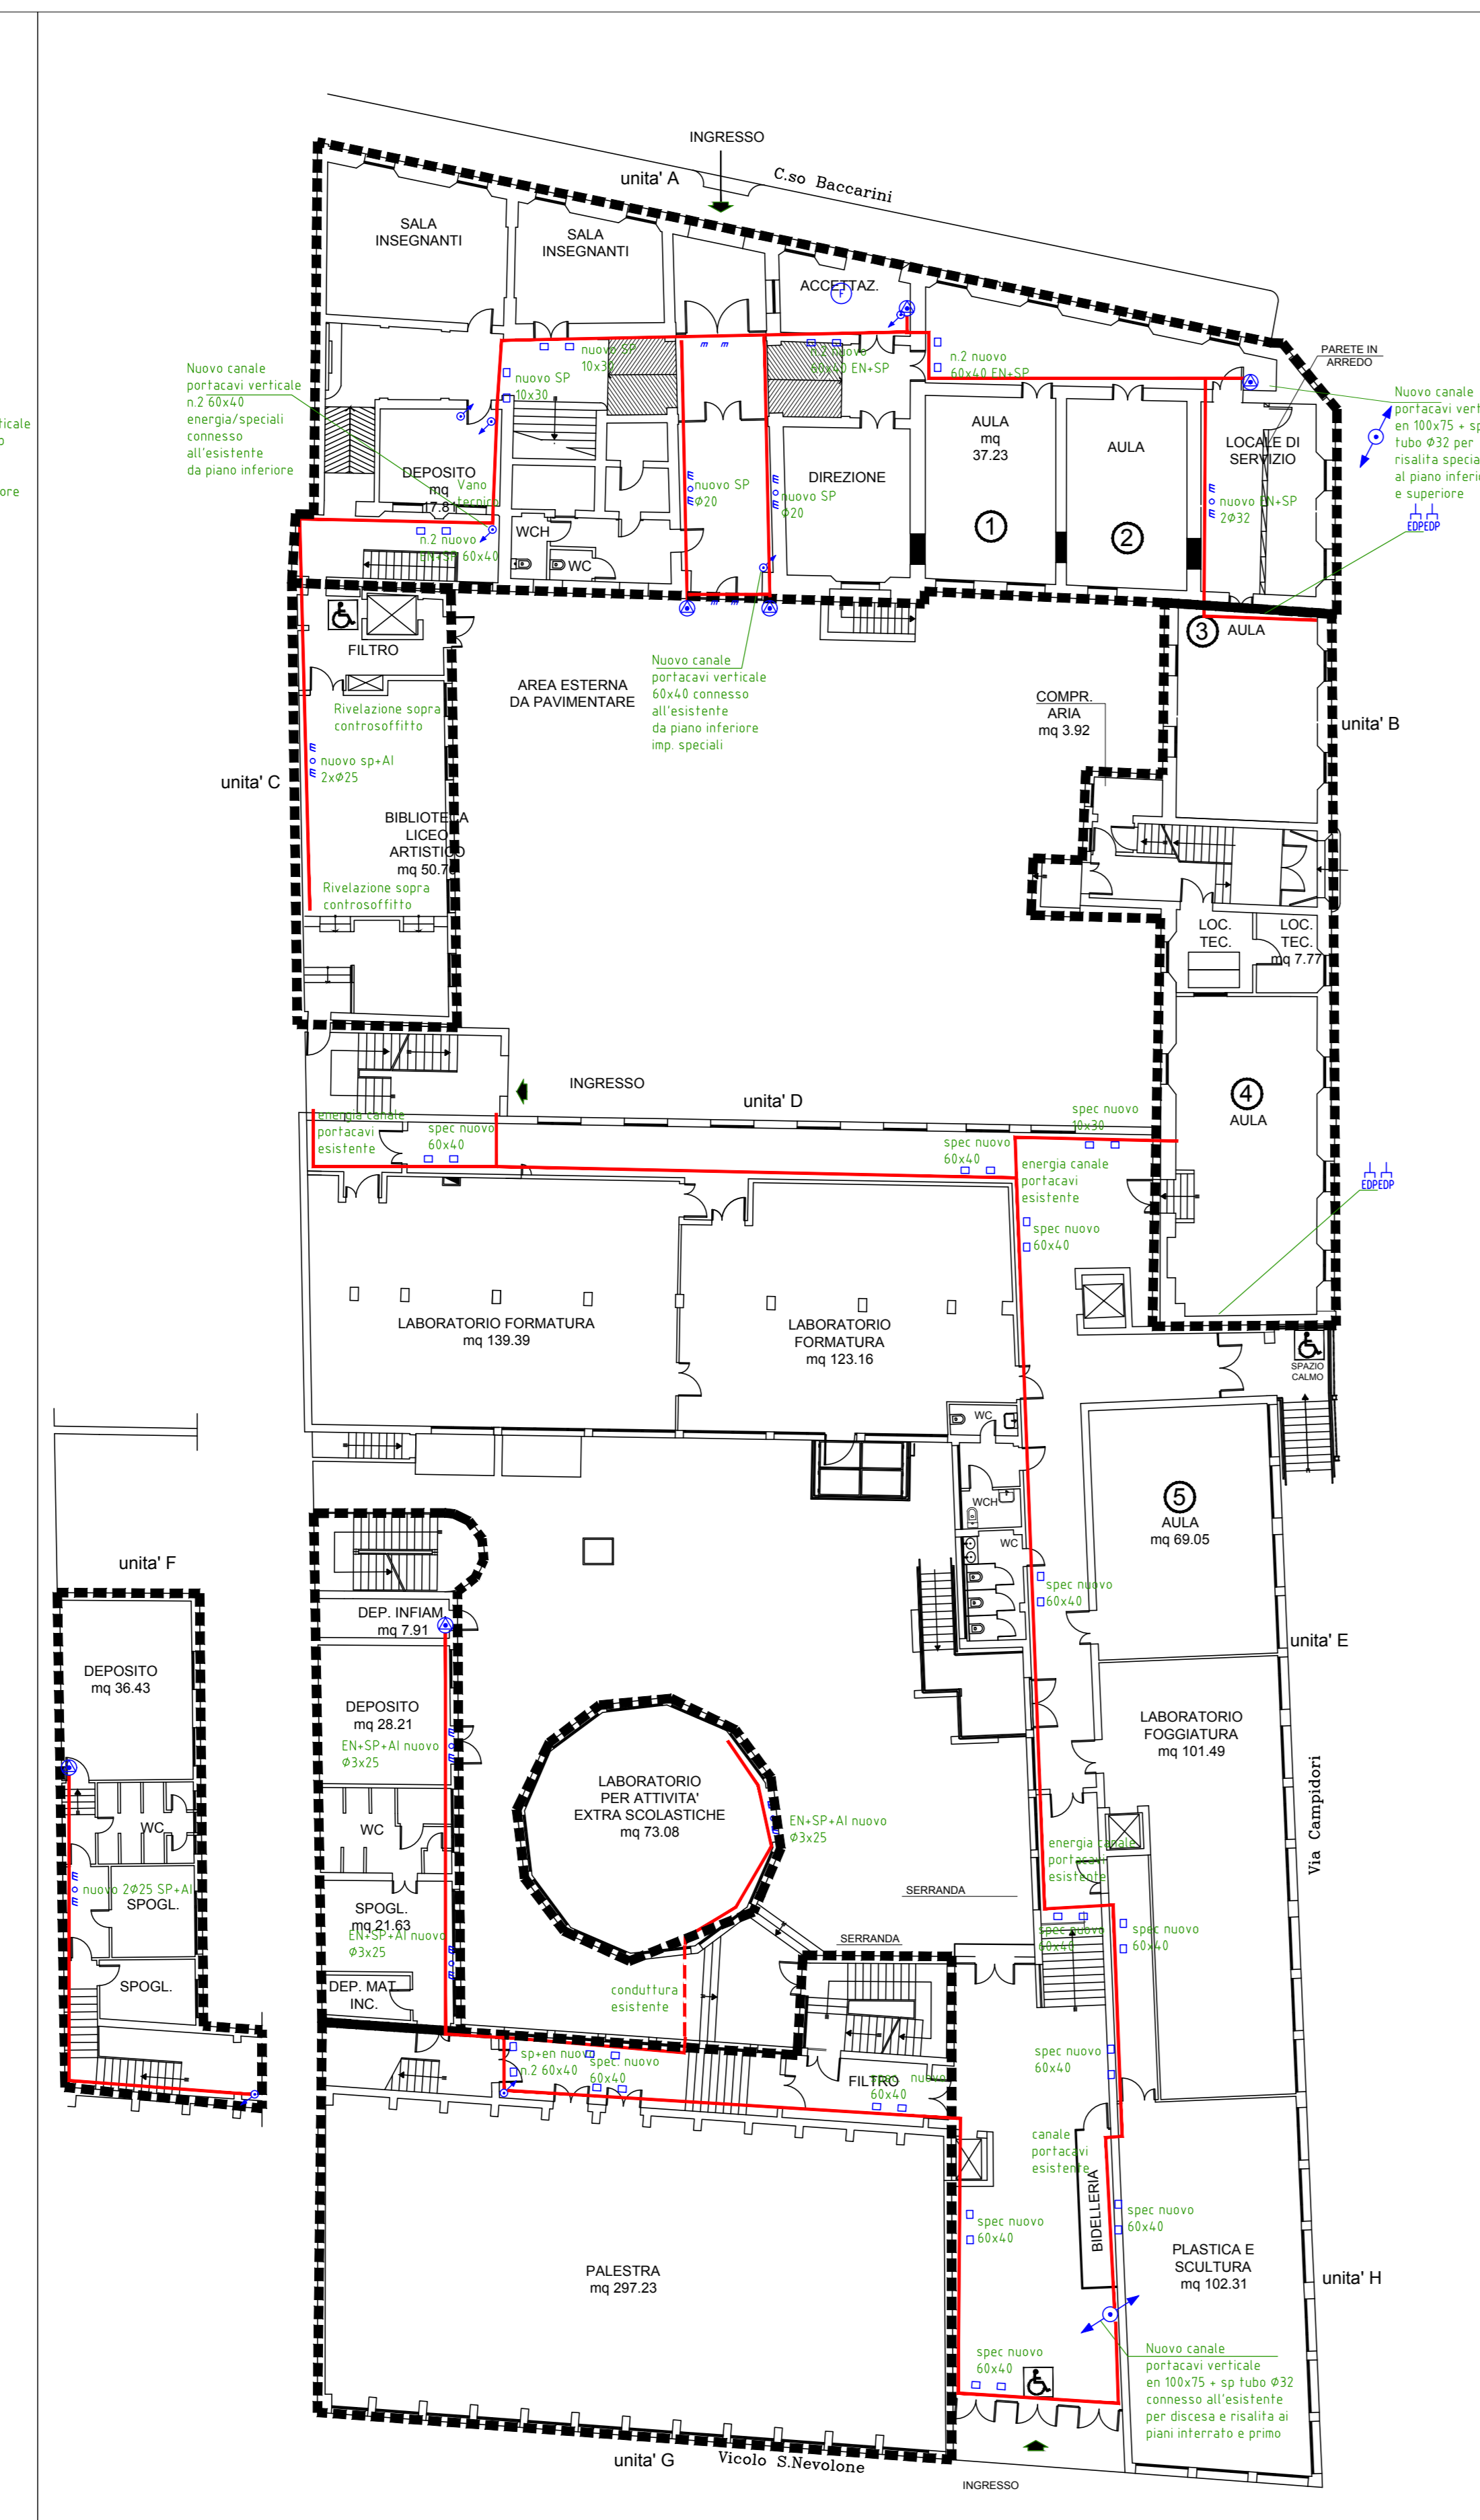 INGRESSO
unita' A
C.so Baccarini
SALA
INSEGNANTI
SALA
INSEGNANTI
ACCETTAZ.
F
PARETE IN
ARREDO
Nuovo canale
portacavi verticale
n.2 60x40
energia/speciali
connesso
all'esistente
da piano inferiore
nuovo SP
10x30
nuovo SP
n.2 nuovo
60x40 EN+SP
n.2 nuovo
60x40 EN+SP
Nuovo canale
en 100x75 + sp
tubo Ø32 per
e superiore
EDPEDP
AULA
mq
37.23
AULA
LOCALE DI
SERVIZIO
DEPOSITO
mq
17.81
Vano
tecnico
DIREZIONE
nuovo SP
Ø20
nuovo SP
Ø20
nuovo EN+SP
2Ø32
1
2
WCH
WC
n.2 nuovo
EN+SP 60x40
3
AULA
FILTRO
AREA ESTERNA
DA PAVIMENTARE
Nuovo canale
portacavi verticale
60x40 connesso
all'esistente
da piano inferiore
imp. speciali
COMPR.
ARIA
mq 3.92
unita' B
Rivelazione sopra
controsoffitto
nuovo sp+AI
2xØ25
unita' C
BIBLIOTECA
LICEO
ARTISTICO
Rivelazione sopra
controsoffitto
LOC.
TEC.
LOC.
TEC.
mq 7.77
INGRESSO
unita' D
4
AULA
energia canale
portacavi
esistente
spec nuovo
60x40
spec nuovo
60x40
spec nuovo
10x30
energia canale
portacavi
esistente
EDPEDP
spec nuovo
60x40
LABORATORIO FORMATURA
mq 139.39
LABORATORIO
FORMATURA
mq 123.16
SPAZIO
CALMO
WC
WCH
WC
5
AULA
mq 69.05
spec nuovo
60x40
unita' F
DEP. INFIAM.
mq 7.91
unita' E
DEPOSITO
mq 36.43
DEPOSITO
mq 28.21
EN+SP+AI nuovo
Ø3x25
LABORATORIO
FOGGIATURA
mq 101.49
Via Campidori
LABORATORIO
PER ATTIVITA'
EXTRA SCOLASTICHE
mq 73.08
EN+SP+AI nuovo
Ø3x25
WC
WC
energia canale
portacavi
esistente
nuovo 2Ø25 SP+AI
SPOGL.
SERRANDA
SPOGL.
mq 21.63
EN+SP+AI nuovo
Ø3x25
SERRANDA
spec nuovo
60x40
spec nuovo
60x40
SPOGL.
DEP. MAT.
INC.
conduttura
esistente
sp+en nuovo
n.2 60x40
spec. nuovo
60x40
FILTRO
nuovo
60x40
spec nuovo
60x40
canale
portacavi
esistente
BIDELLERIA
spec nuovo
60x40
spec nuovo
60x40
PALESTRA
mq 297.23
PLASTICA E
SCULTURA
mq 102.31
unita' H
spec nuovo
60x40
Nuovo canale
portacavi verticale
en 100x75 + sp tubo Ø32
connesso all'esistente
per discesa e risalita ai
piani interrato e primo
unita' G
Vicolo S.Nevolone
INGRESSO